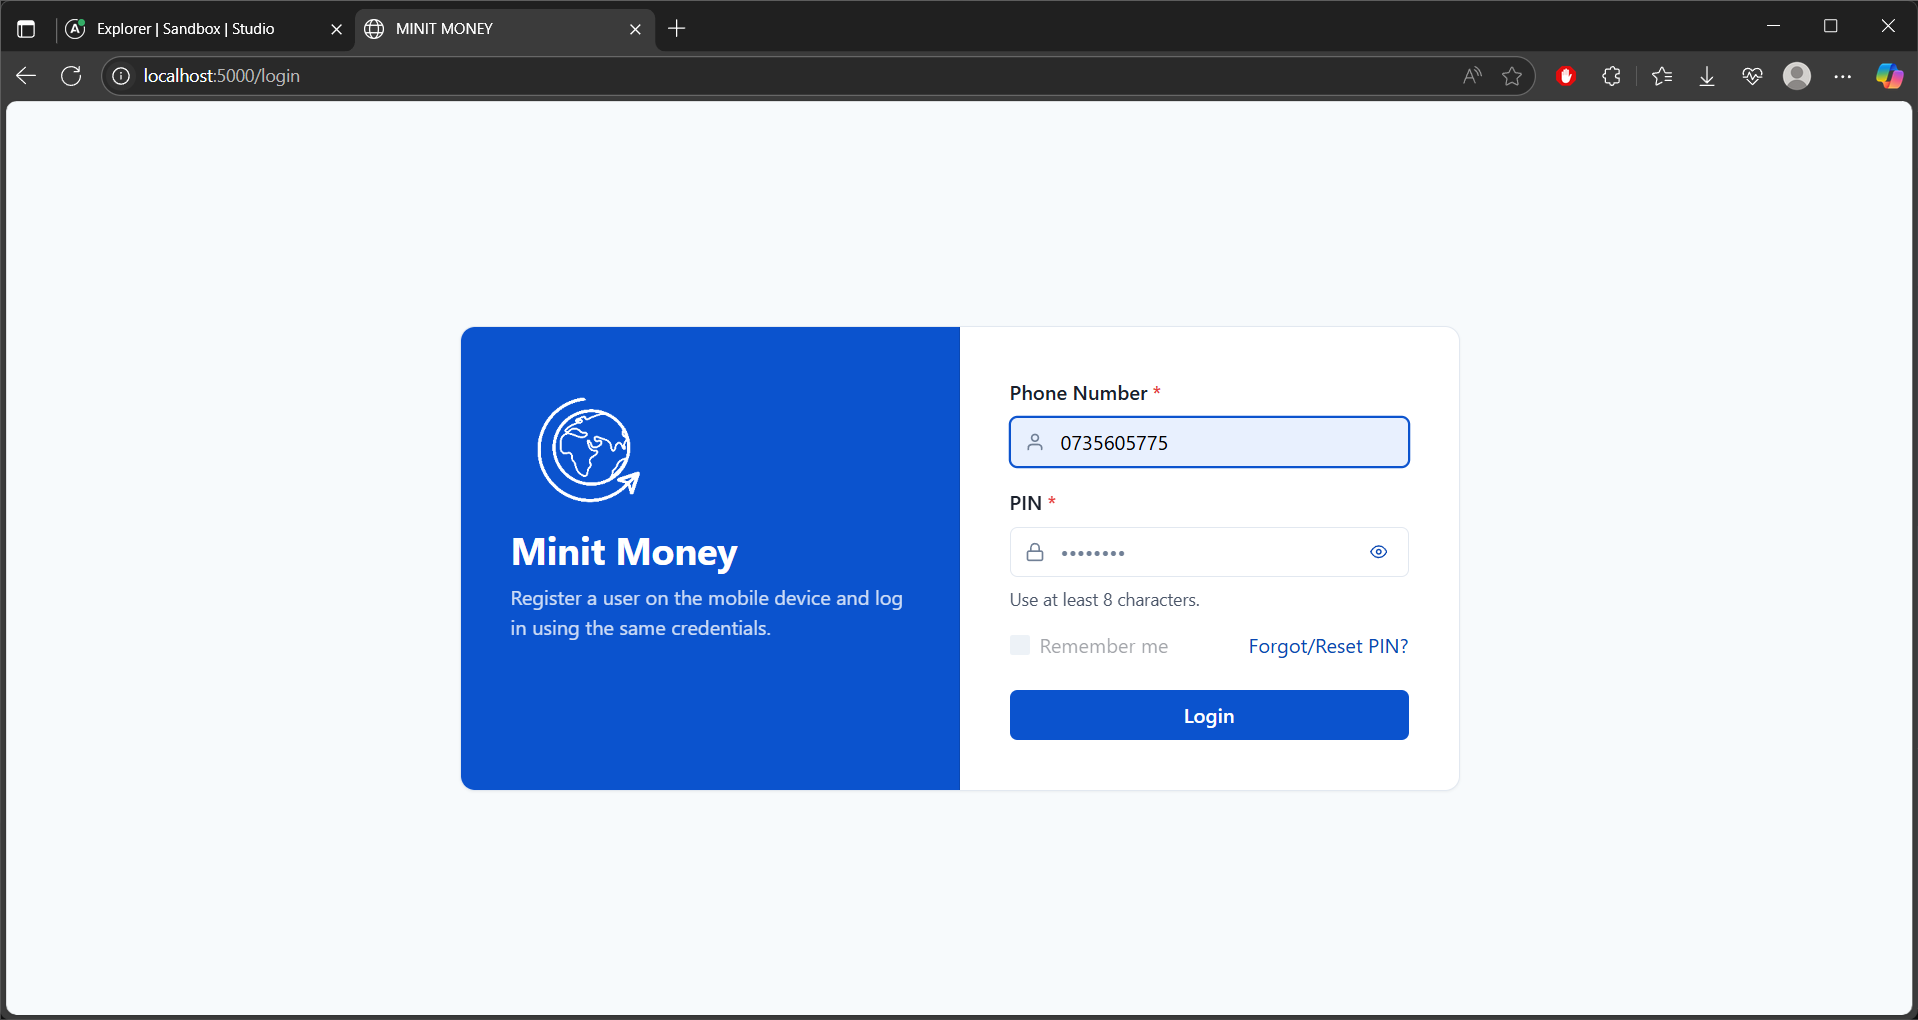 Explorer | Sandbox | Studio
MINIT MONEY
localhost:5000/login
Minit Money
Register a user on the mobile device and log
in using the same credentials.
Phone Number *
0735605775
PIN *
••••••••
Use at least 8 characters.
Remember me
Forgot/Reset PIN?
Login